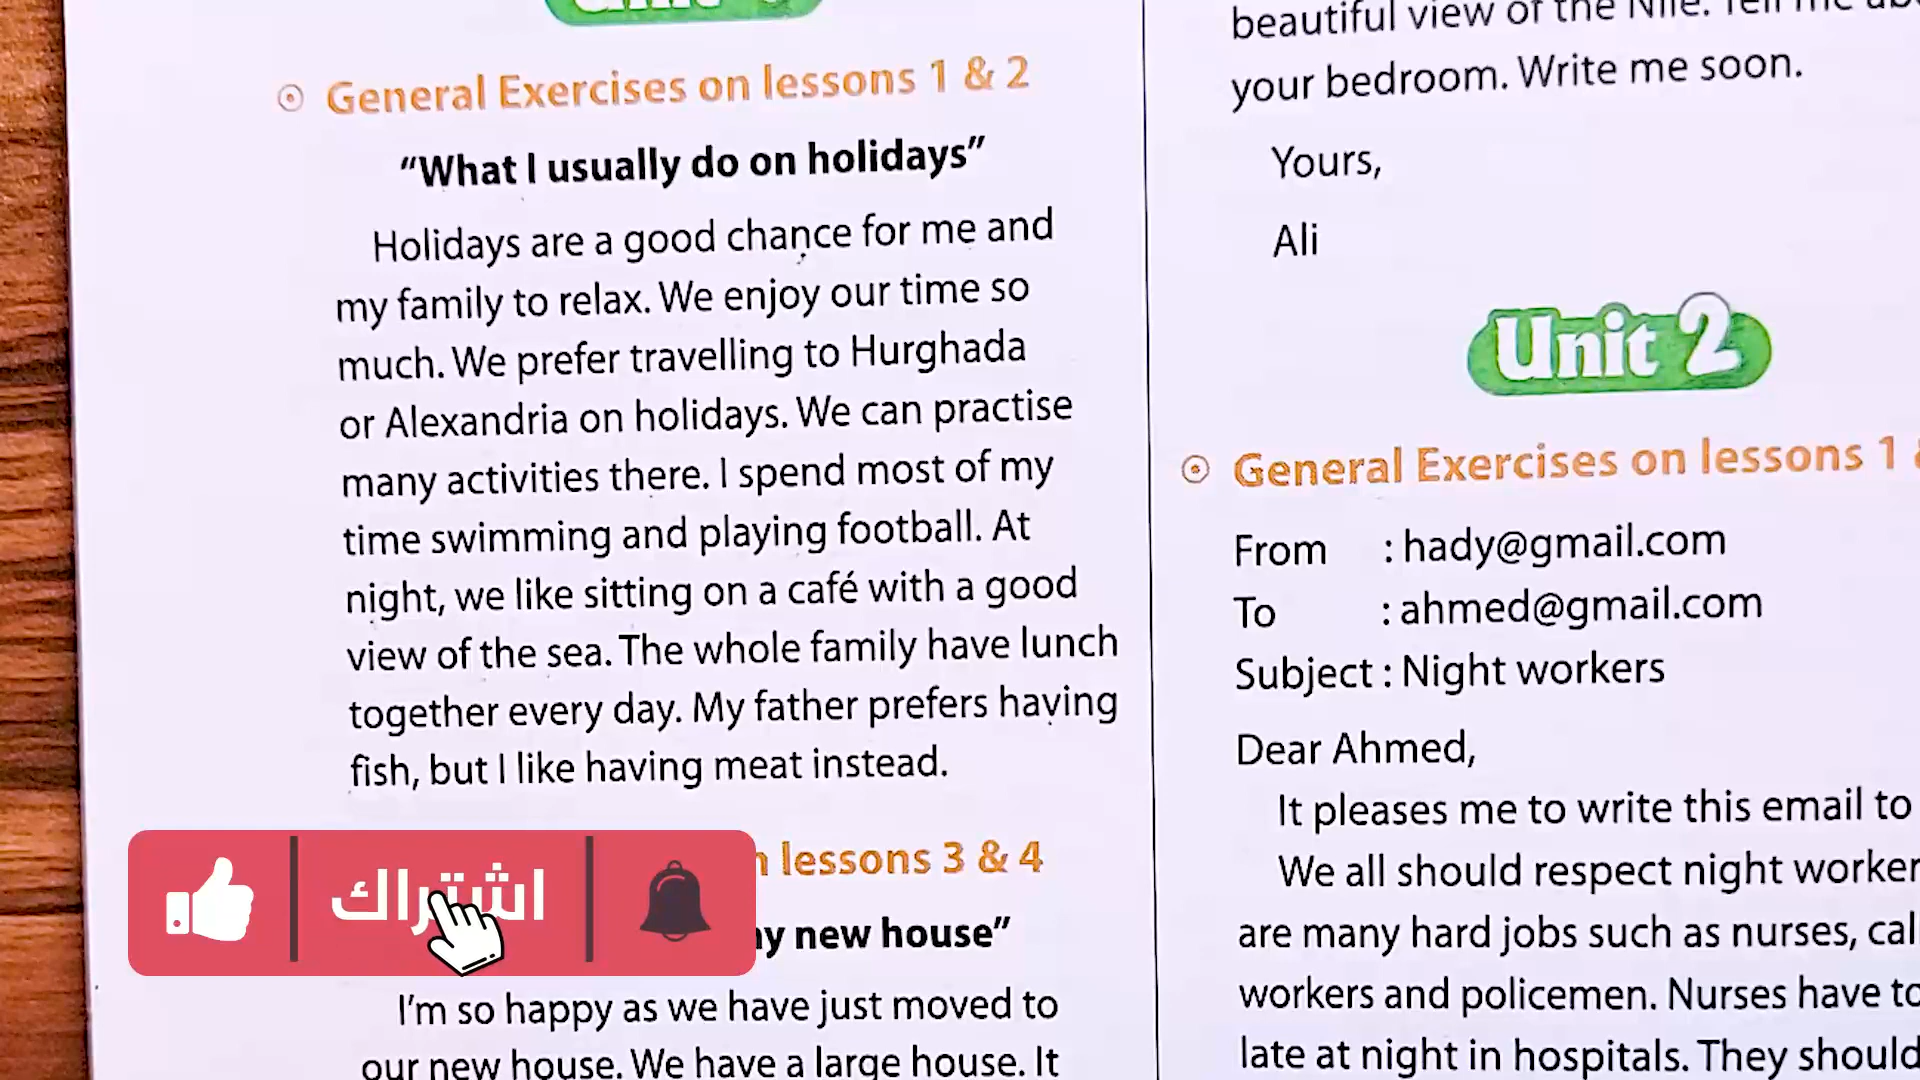 General Exercises on lessons 1 & 2
“What I usually do on holidays”
Holidays are a good chance for me and
my family to relax. We enjoy our time so
much. We prefer travelling to Hurghada
or Alexandria on holidays. We can practise
many activities there. I spend most of my
time swimming and playing football. At
night, we like sitting on a café with a good
view of the sea. The whole family have lunch
together every day. My father prefers having
fish, but I like having meat instead.
lessons 3 & 4
new house”
I’m so happy as we have just moved to
our new house. We have a large house. It
اشتراك
beautiful view of the Nile. Tell me
your bedroom. Write me soon.
Yours,
Ali
Unit 2
General Exercises on lessons 1
From : hady@gmail.com
To : ahmed@gmail.com
Subject : Night workers
Dear Ahmed,
It pleases me to write this email to
We all should respect night
are many hard jobs such as nurses,
workers and policemen. Nurses have
late at night in hospitals. They should